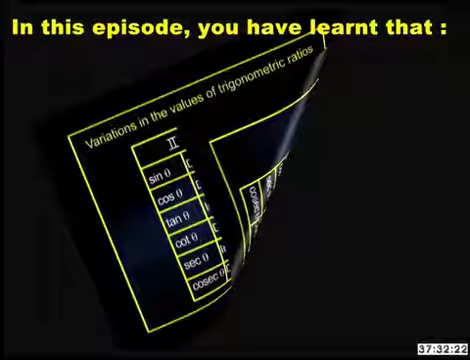 In this episode, you have learnt that :
Variations in the values of trigonometric ratios
II
sin θ
cos θ
tan θ
cot θ
sec θ
cosec θ
37:32:22